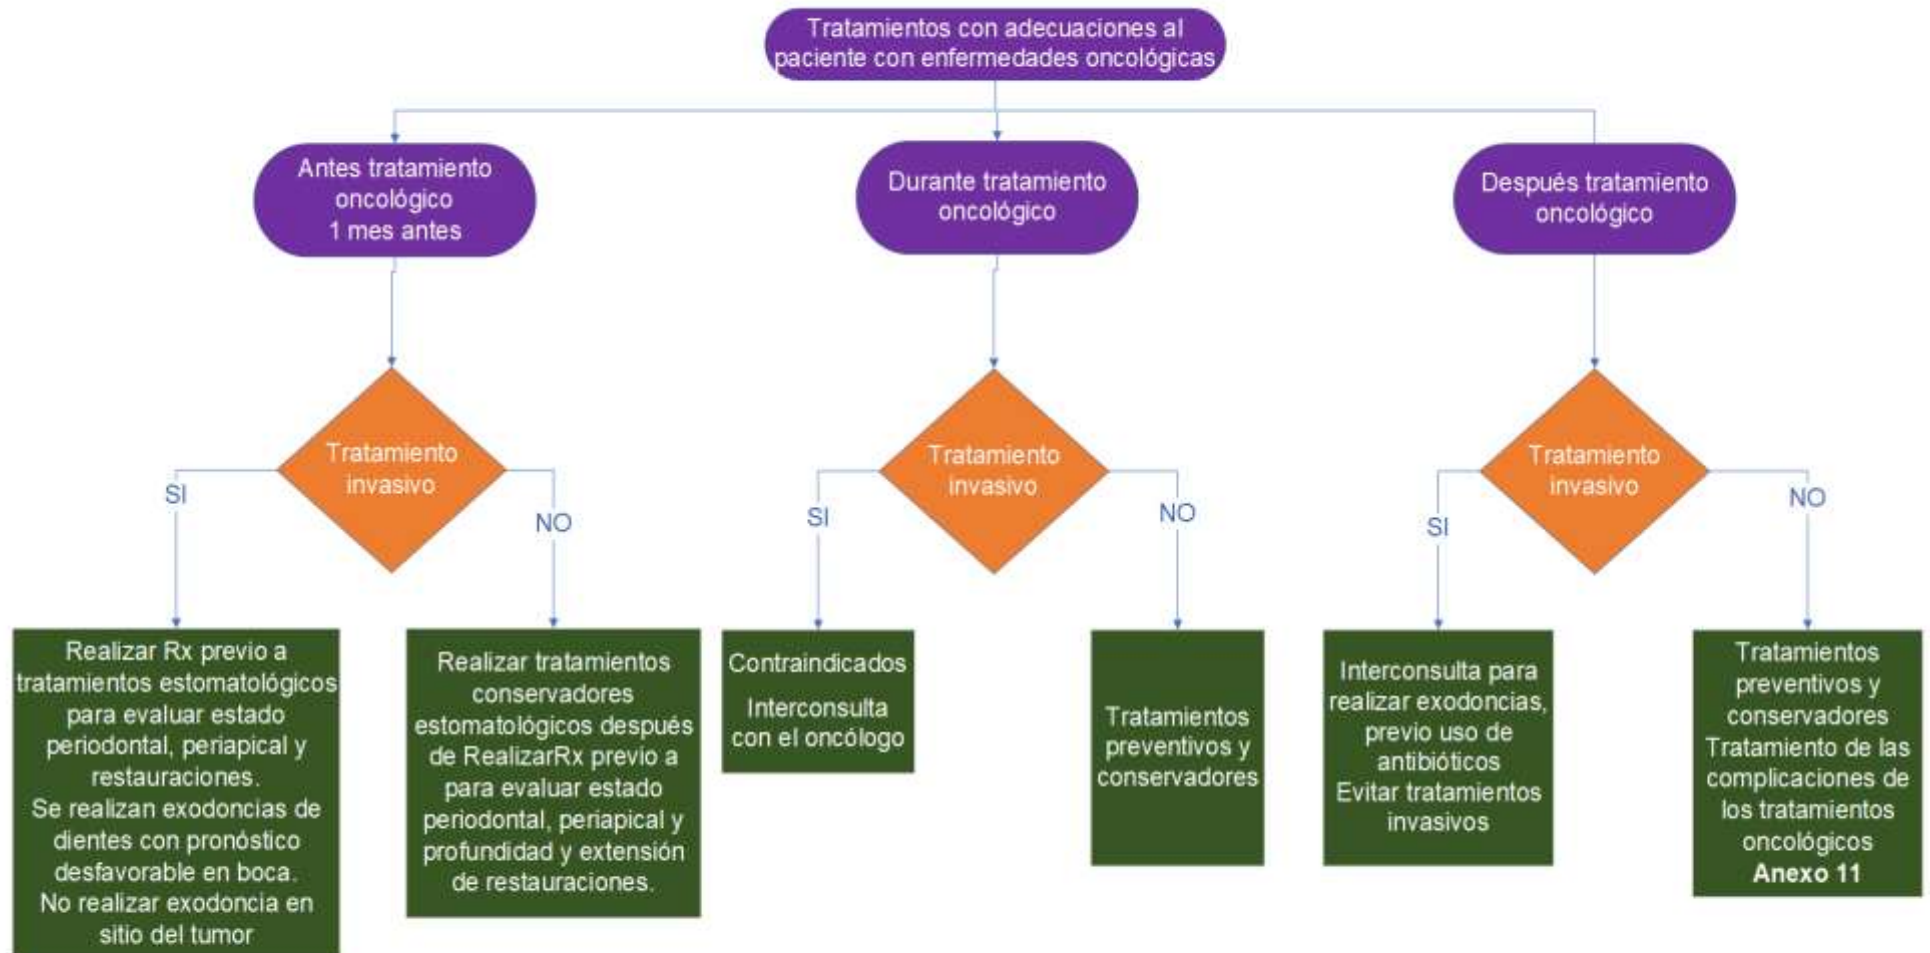 Tratamientos con adecuaciones al
paciente con enfermedades oncológicas
Antes tratamiento
oncológico
1 mes antes
Durante tratamiento
oncológico
Después tratamiento
oncológico
Tratamiento
invasivo
Tratamiento
invasivo
Tratamiento
invasivo
SI
NO
SI
NO
SI
NO
Realizar Rx previo a
tratamientos estomatológicos
para evaluar estado
periodontal, periapical y
restauraciones.
Se realizan exodoncias de
dientes con pronóstico
desfavorable en boca.
No realizar exodoncia en
sitio del tumor
Realizar tratamientos
conservadores
estomatológicos después
de RealizarRx previo a
para evaluar estado
periodontal, periapical y
profundidad y extensión
de restauraciones.
Contraindicados
Interconsulta
con el oncólogo
Tratamientos
preventivos y
conservadores
Interconsulta para
realizar exodoncias,
previo uso de
antibióticos
Evitar tratamientos
invasivos
Tratamientos
preventivos y
conservadores
Tratamiento de las
complicaciones de
los tratamientos
oncológicos
Anexo 11